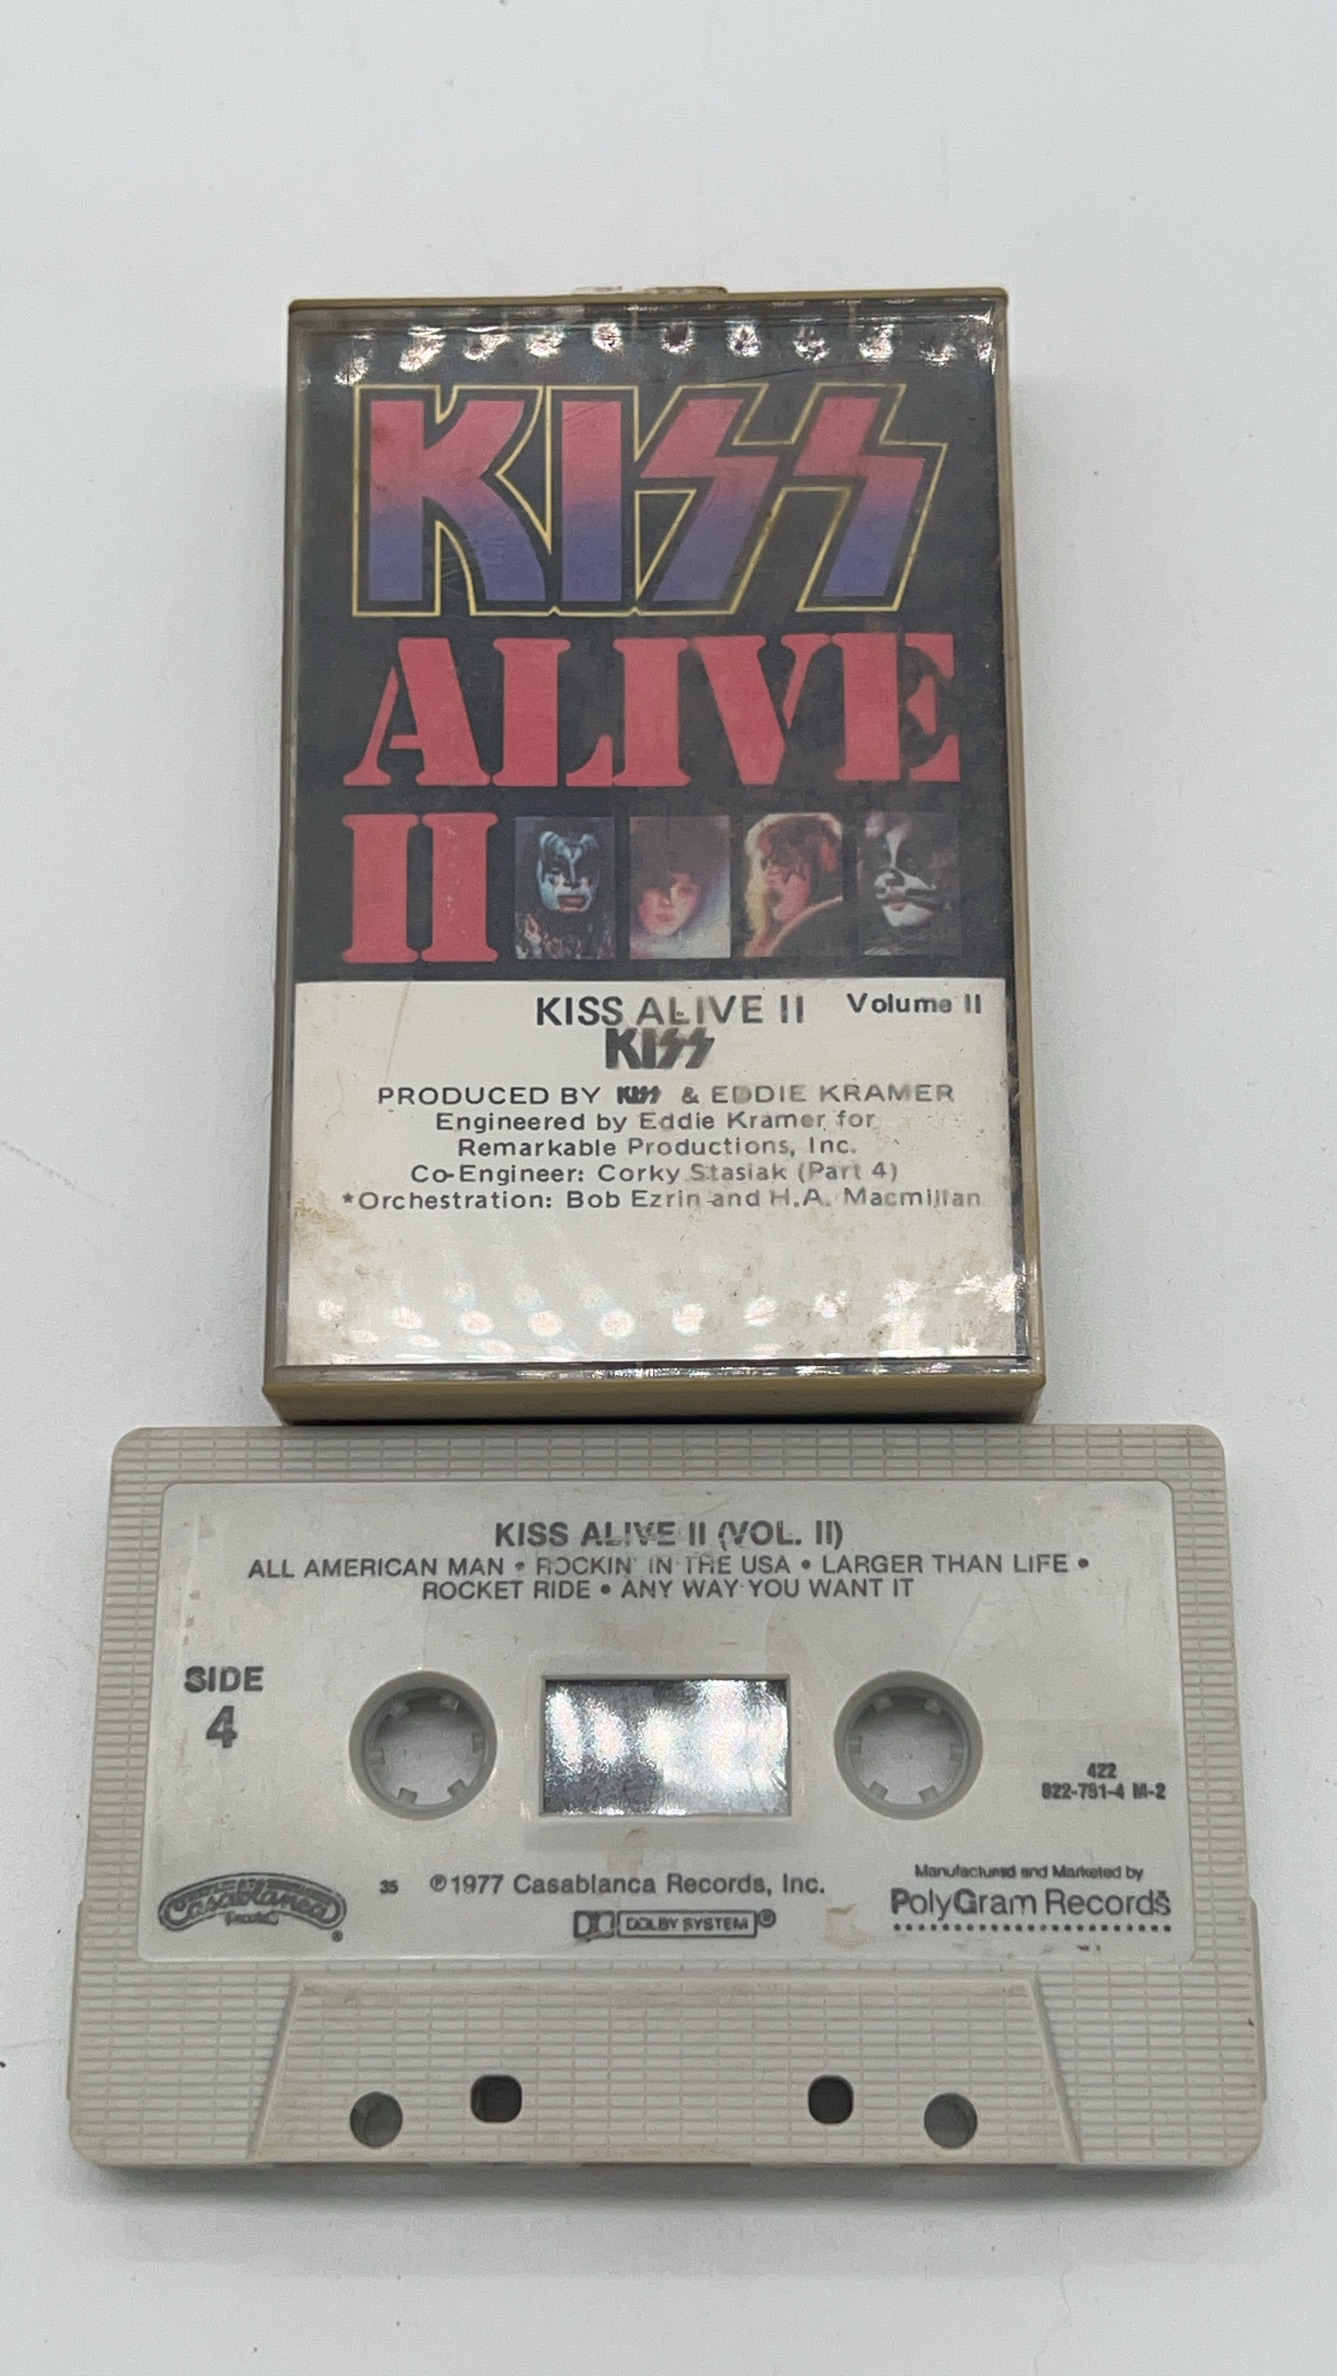 KISS
ALIVE
II
KISS ALIVE II Volume II
KISS
PRODUCED BY KISS & EDDIE KRAMER
Engineered by Eddie Kramer for
Remarkable Productions, Inc.
Co-Engineer: Corky Stasiak (Part 4)
*Orchestration: Bob Ezrin and H.A. Macmillan
KISS ALIVE II (VOL. II)
ALL AMERICAN MAN • ROCKIN' IN THE USA • LARGER THAN LIFE •
ROCKET RIDE • ANY WAY YOU WANT IT
SIDE
4
422
822-781-4 M-2
Casablanca
35 ℗1977 Casablanca Records, Inc.
DOLBY SYSTEM®
Manufactured and Marketed by
PolyGram Records